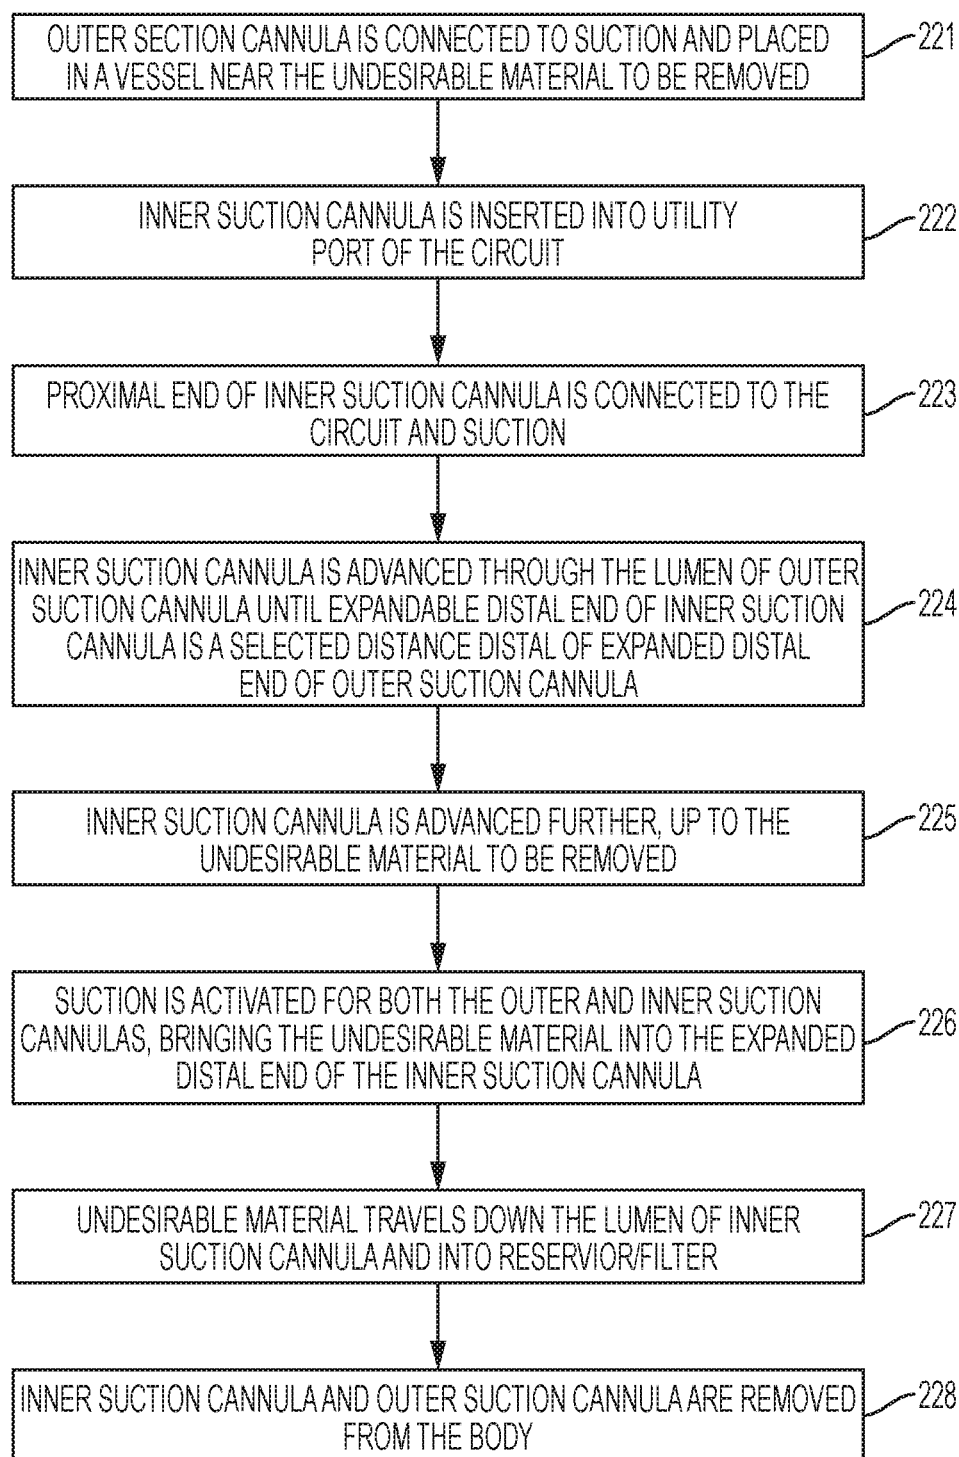 OUTER SECTION CANNULA IS CONNECTED TO SUCTION AND PLACED
IN A VESSEL NEAR THE UNDESIRABLE MATERIAL TO BE REMOVED
221
INNER SUCTION CANNULA IS INSERTED INTO UTILITY
PORT OF THE CIRCUIT
222
PROXIMAL END OF INNER SUCTION CANNULA IS CONNECTED TO THE
CIRCUIT AND SUCTION
223
INNER SUCTION CANNULA IS ADVANCED THROUGH THE LUMEN OF OUTER
SUCTION CANNULA UNTIL EXPANDABLE DISTAL END OF INNER SUCTION
CANNULA IS A SELECTED DISTANCE DISTAL OF EXPANDED DISTAL
END OF OUTER SUCTION CANNULA
224
INNER SUCTION CANNULA IS ADVANCED FURTHER, UP TO THE
UNDESIRABLE MATERIAL TO BE REMOVED
225
SUCTION IS ACTIVATED FOR BOTH THE OUTER AND INNER SUCTION
CANNULAS, BRINGING THE UNDESIRABLE MATERIAL INTO THE EXPANDED
DISTAL END OF THE INNER SUCTION CANNULA
226
UNDESIRABLE MATERIAL TRAVELS DOWN THE LUMEN OF INNER
SUCTION CANNULA AND INTO RESERVIOR/FILTER
227
INNER SUCTION CANNULA AND OUTER SUCTION CANNULA ARE REMOVED
FROM THE BODY
228